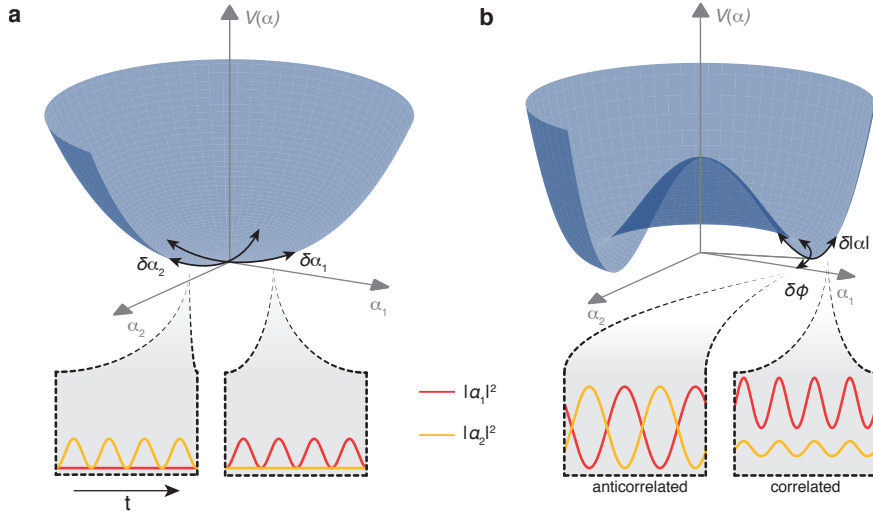 a
V(α)
δα₂
δα₁
α₂
α₁
t
|α₁|²
|α₂|²
b
V(α)
δ|α|
δϕ
α₂
α₁
anticorrelated
correlated